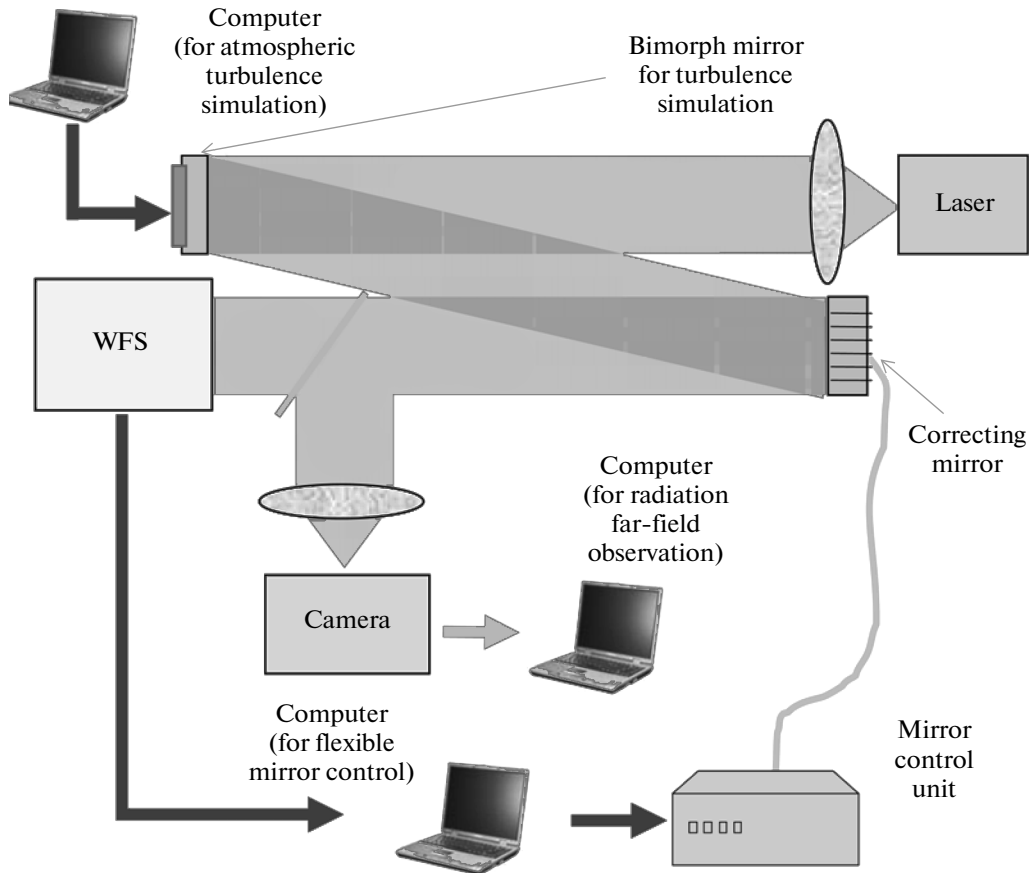 Computer
(for atmospheric
turbulence
simulation)
Bimorph mirror
for turbulence
simulation
Laser
WFS
Correcting
mirror
Computer
(for radiation
far-field
observation)
Camera
Computer
(for flexible
mirror control)
Mirror
control
unit